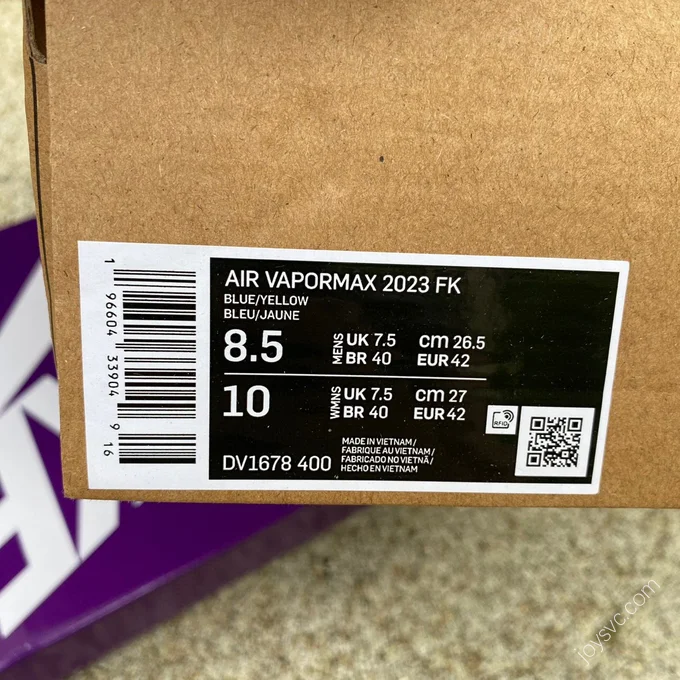 AIR VAPORMAX 2023 FK
BLUE/YELLOW
BLEU/JAUNE
8.5 MENS UK 7.5 cm 26.5
BR 40 EUR 42
10 WMNS UK 7.5 cm 27
BR 40 EUR 42
RFID
DV1678 400
MADE IN VIETNAM/
FABRIQUE AU VIETNAM/
FABRICADO NO VIETNÃ/
HECHO EN VIETNAM
1 96604 33904 9 16
joysvc.com